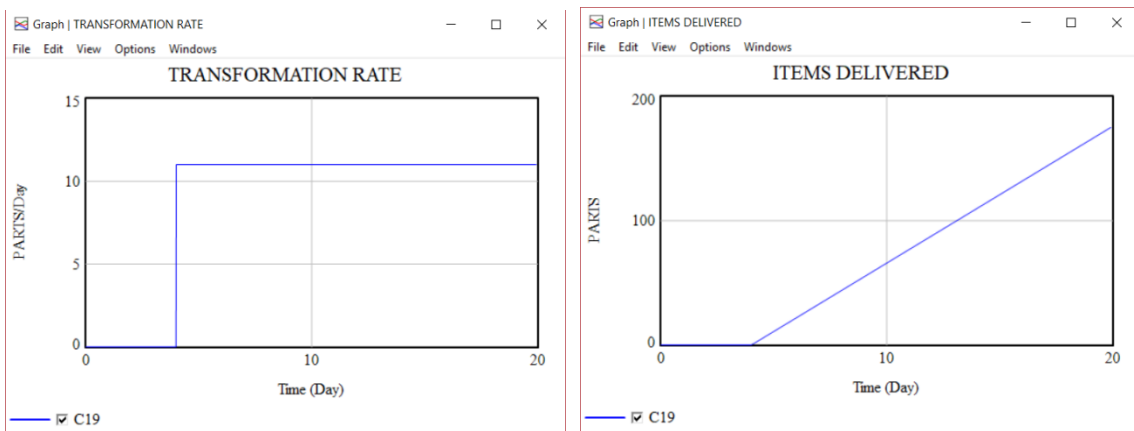 Graph | TRANSFORMATION RATE
File Edit View Options Windows
TRANSFORMATION RATE
15
10
5
0
PARTS/Day
0 10 20
Time (Day)
C19
Graph | ITEMS DELIVERED
File Edit View Options Windows
ITEMS DELIVERED
200
100
0
PARTS
0 10 20
Time (Day)
C19